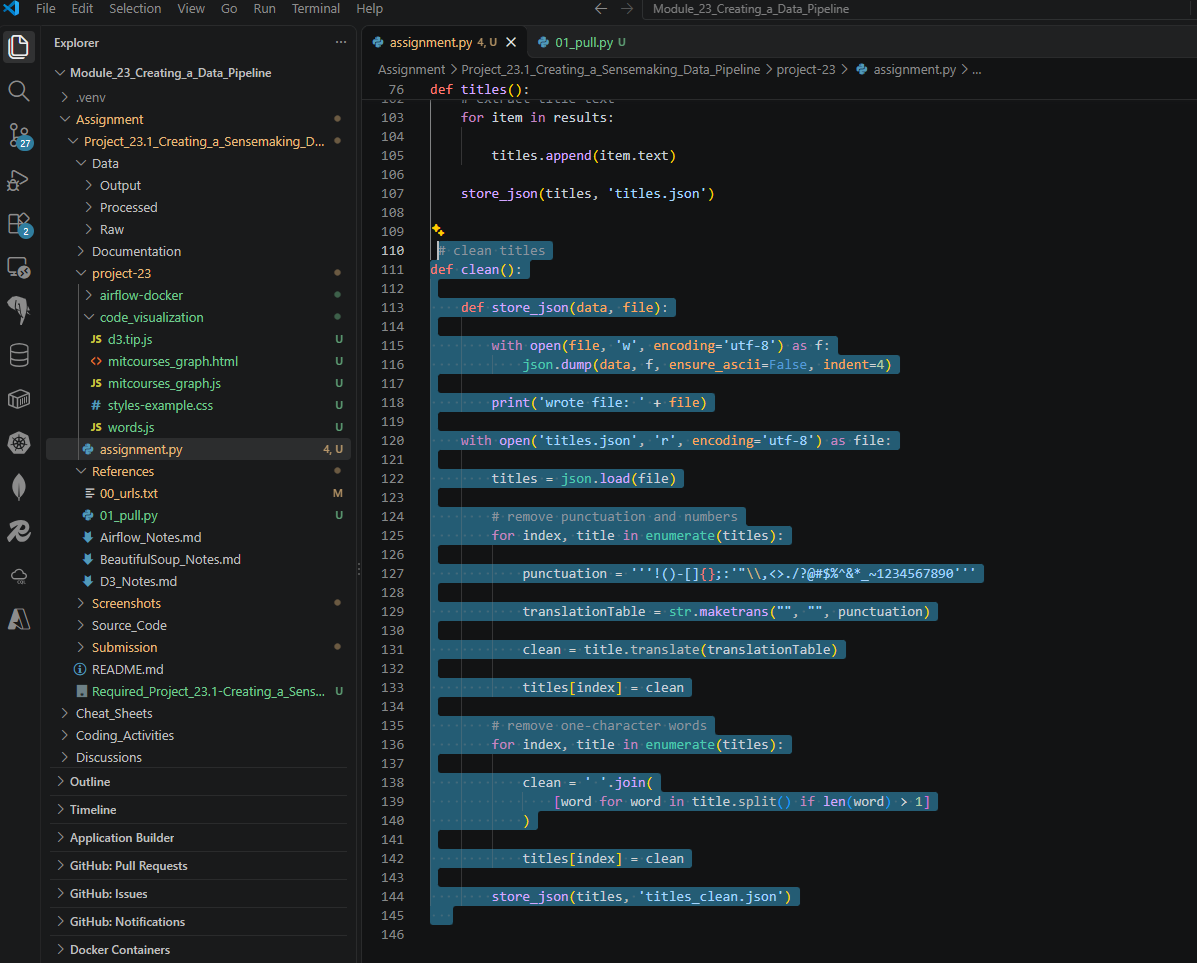 File Edit Selection View Go Run Terminal Help
Module_23_Creating_a_Data_Pipeline
Explorer
Module_23_Creating_a_Data_Pipeline
.venv
Assignment
Project_23.1_Creating_a_Sensemaking_D...
Data
Output
Processed
Raw
Documentation
project-23
airflow-docker
code_visualization
JS d3.tip.js U
<> mitcourses_graph.html U
JS mitcourses_graph.js U
# styles-example.css U
JS words.js U
assignment.py 4, U
References
00_urls.txt M
01_pull.py U
Airflow_Notes.md
BeautifulSoup_Notes.md
D3_Notes.md
Screenshots
Source_Code
Submission
README.md
Required_Project_23.1-Creating_a_Sens... U
Cheat_Sheets
Coding_Activities
Discussions
Outline
Timeline
Application Builder
GitHub: Pull Requests
GitHub: Issues
GitHub: Notifications
Docker Containers
27
2
assignment.py 4, U
01_pull.py U
Assignment > Project_23.1_Creating_a_Sensemaking_Data_Pipeline > project-23 > assignment.py > ...
76 def titles():
102 # extract title text
103 for item in results:
104
105 titles.append(item.text)
106
107 store_json(titles, 'titles.json')
108
109
110 # clean titles
111 def clean():
112
113 def store_json(data, file):
114
115 with open(file, 'w', encoding='utf-8') as f:
116 json.dump(data, f, ensure_ascii=False, indent=4)
117
118 print('wrote file: ' + file)
119
120 with open('titles.json', 'r', encoding='utf-8') as file:
121
122 titles = json.load(file)
123
124 # remove punctuation and numbers
125 for index, title in enumerate(titles):
126
127 punctuation = '''!()-[]{};:'"\\,<>./?@#$%^&*_~1234567890'''
128
129 translationTable = str.maketrans("", "", punctuation)
130
131 clean = title.translate(translationTable)
132
133 titles[index] = clean
134
135 # remove one-character words
136 for index, title in enumerate(titles):
137
138 clean = ' '.join(
139 [word for word in title.split() if len(word) > 1]
140 )
141
142 titles[index] = clean
143
144 store_json(titles, 'titles_clean.json')
145
146